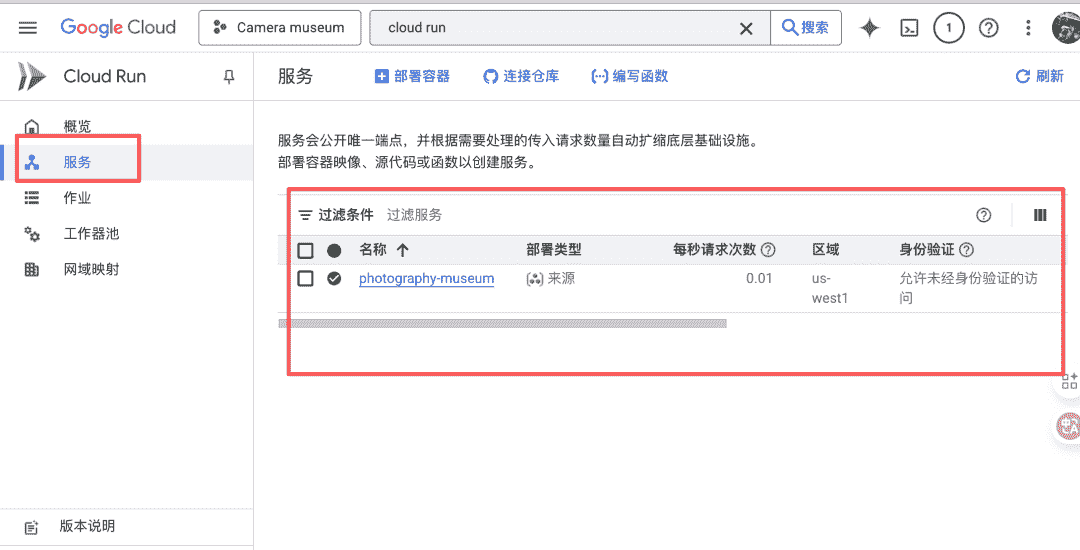 Google Cloud
Camera museum
cloud run
搜索
1
Cloud Run
服务
部署容器
连接仓库
编写函数
刷新
概览
服务
作业
工作器池
网域映射
版本说明
服务会公开唯一端点，并根据需要处理的传入请求数量自动扩缩底层基础设施。
部署容器映像、源代码或函数以创建服务。
过滤条件 过滤服务
名称 部署类型 每秒请求次数 区域 身份验证
photography-museum 来源 0.01 us-west1 允许未经身份验证的访问